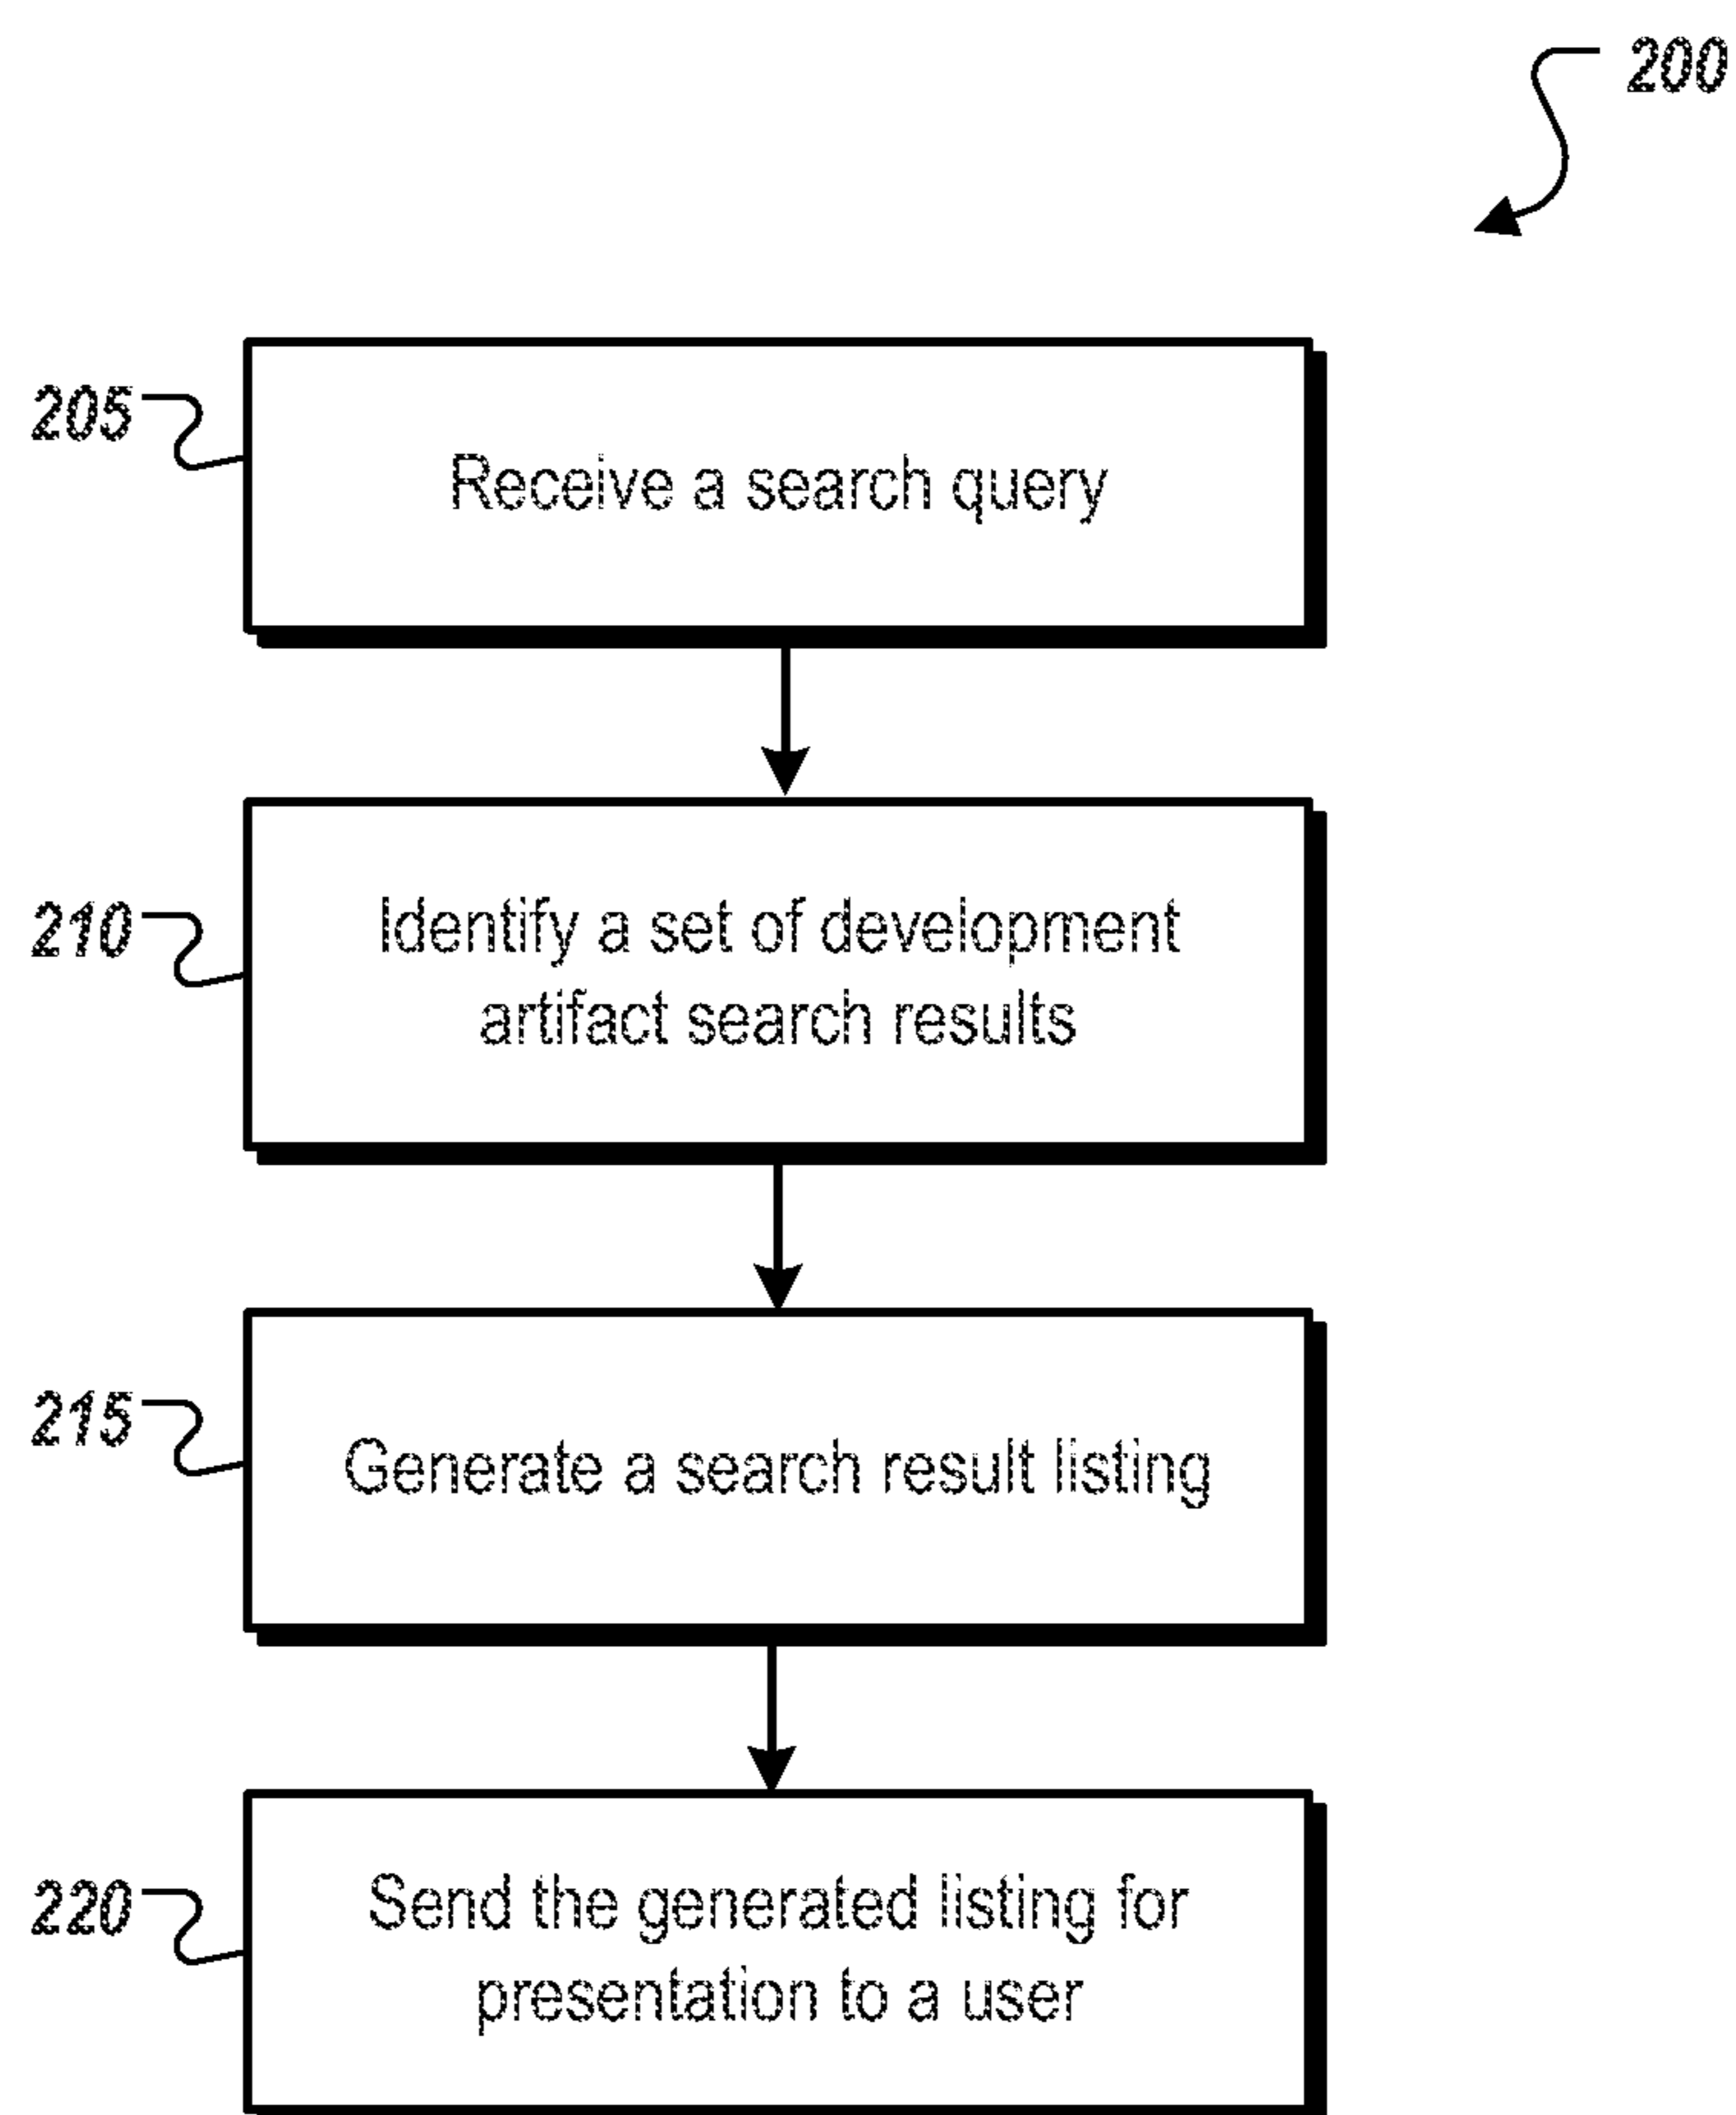 200
205
Receive a search query
210
Identify a set of development
artifact search results
215
Generate a search result listing
220
Send the generated listing for
presentation to a user